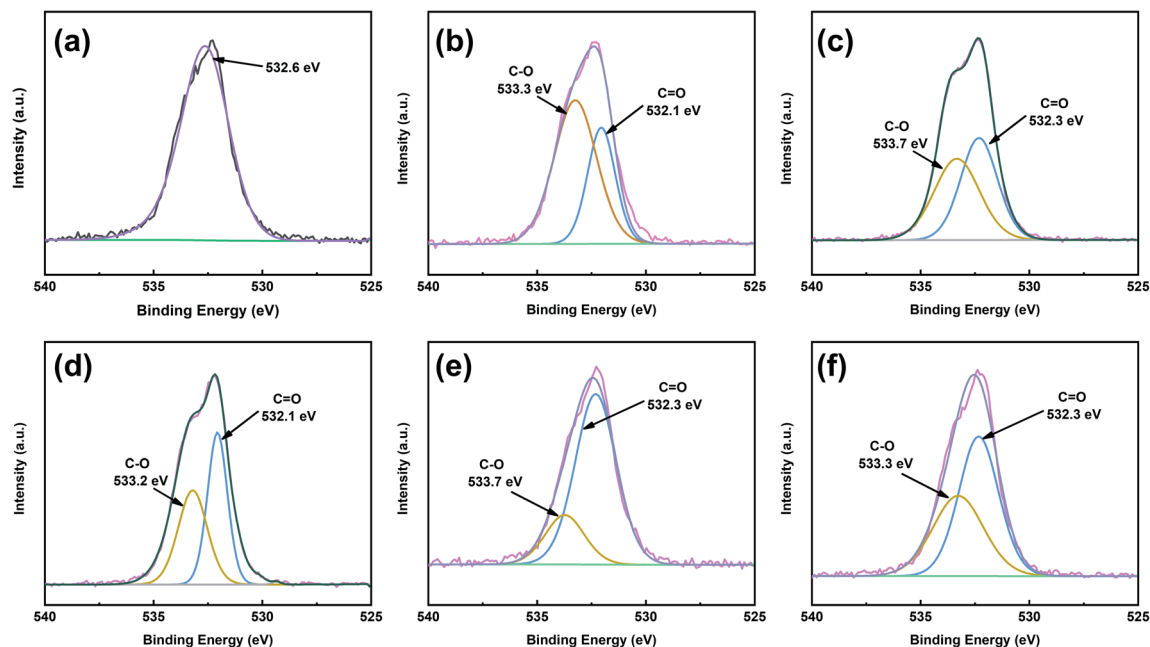 (a)
532.6 eV
Intensity (a.u.)
540 535 530 525
Binding Energy (eV)
(b)
C-O
533.3 eV
C=O
532.1 eV
Intensity (a.u.)
540 535 530 525
Binding Energy (eV)
(c)
C-O
533.7 eV
C=O
532.3 eV
Intensity (a.u.)
540 535 530 525
Binding Energy (eV)
(d)
C-O
533.2 eV
C=O
532.1 eV
Intensity (a.u.)
540 535 530 525
Binding Energy (eV)
(e)
C-O
533.7 eV
C=O
532.3 eV
Intensity (a.u.)
540 535 530 525
Binding Energy (eV)
(f)
C-O
533.3 eV
C=O
532.3 eV
Intensity (a.u.)
540 535 530 525
Binding Energy (eV)